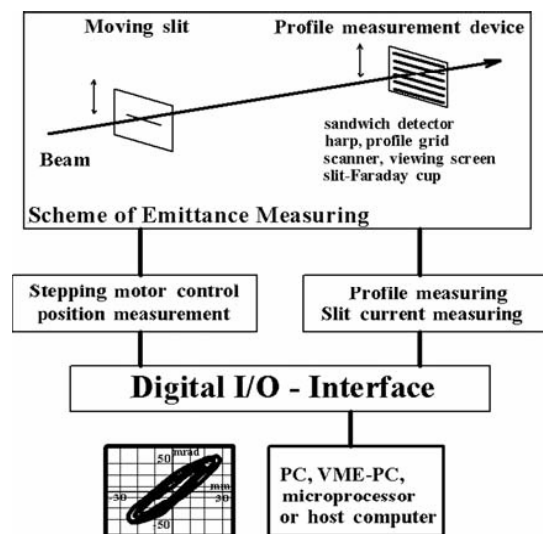 Moving slit
Profile measurement device
Beam
sandwich detector
harp, profile grid
scanner, viewing screen
slit-Faraday cup
Scheme of Emittance Measuring
Stepping motor control
position measurement
Profile measuring
Slit current measuring
Digital I/O - Interface
50
mrad
mm
-30
30
-50
PC, VME-PC,
microprocessor
or host computer